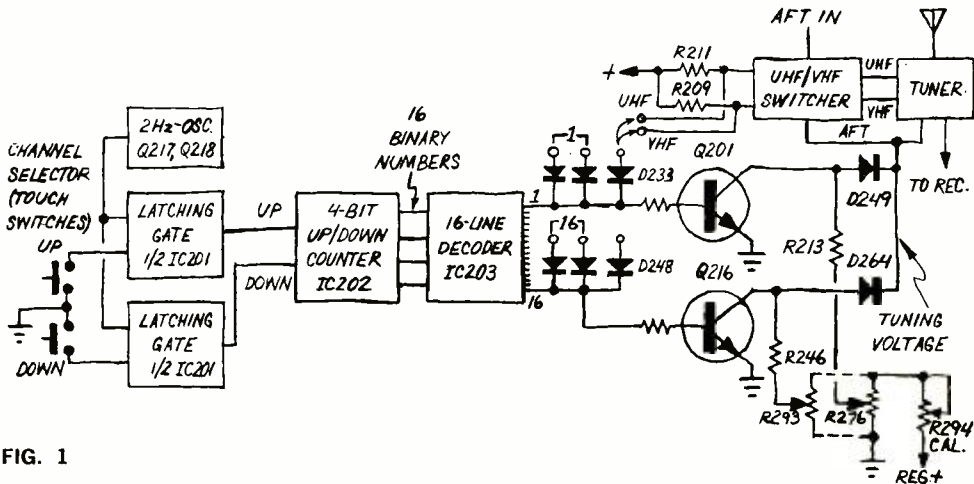 AFT IN
R211
+
R209
UHF/VHF
SWITCHER
UHF
VHF
TUNER
AFT
TO REC.
2Hz-OSC.
Q217, Q218
CHANNEL
SELECTOR
(TOUCH
SWITCHES)
UP
LATCHING
GATE
1/2 IC201
DOWN
LATCHING
GATE
1/2 IC201
UP
DOWN
4-BIT
UP/DOWN
COUNTER
IC202
16
BINARY
NUMBERS
16-LINE
DECODER
IC203
1
16
1
UHF
VHF
D233
Q201
16
D248
Q216
D249
R213
D264
TUNING
VOLTAGE
R246
R293
R276
R294
CAL.
REG.+
FIG. 1